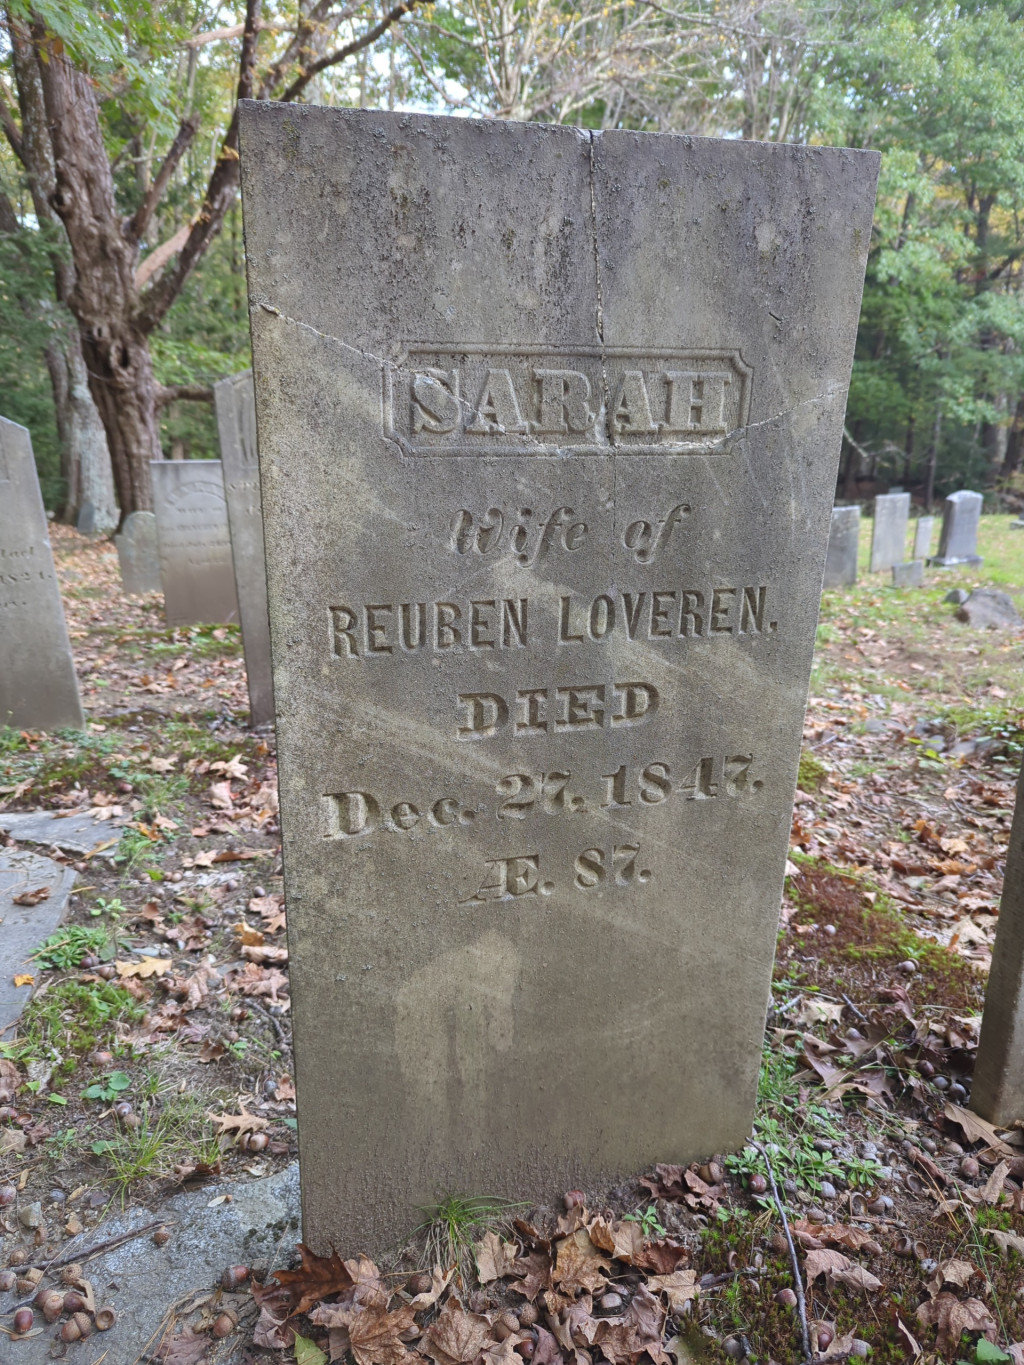 SARAH
Wife of
REUBEN LOVEREN.
DIED
Dec. 27, 1847.
Æ. 87.